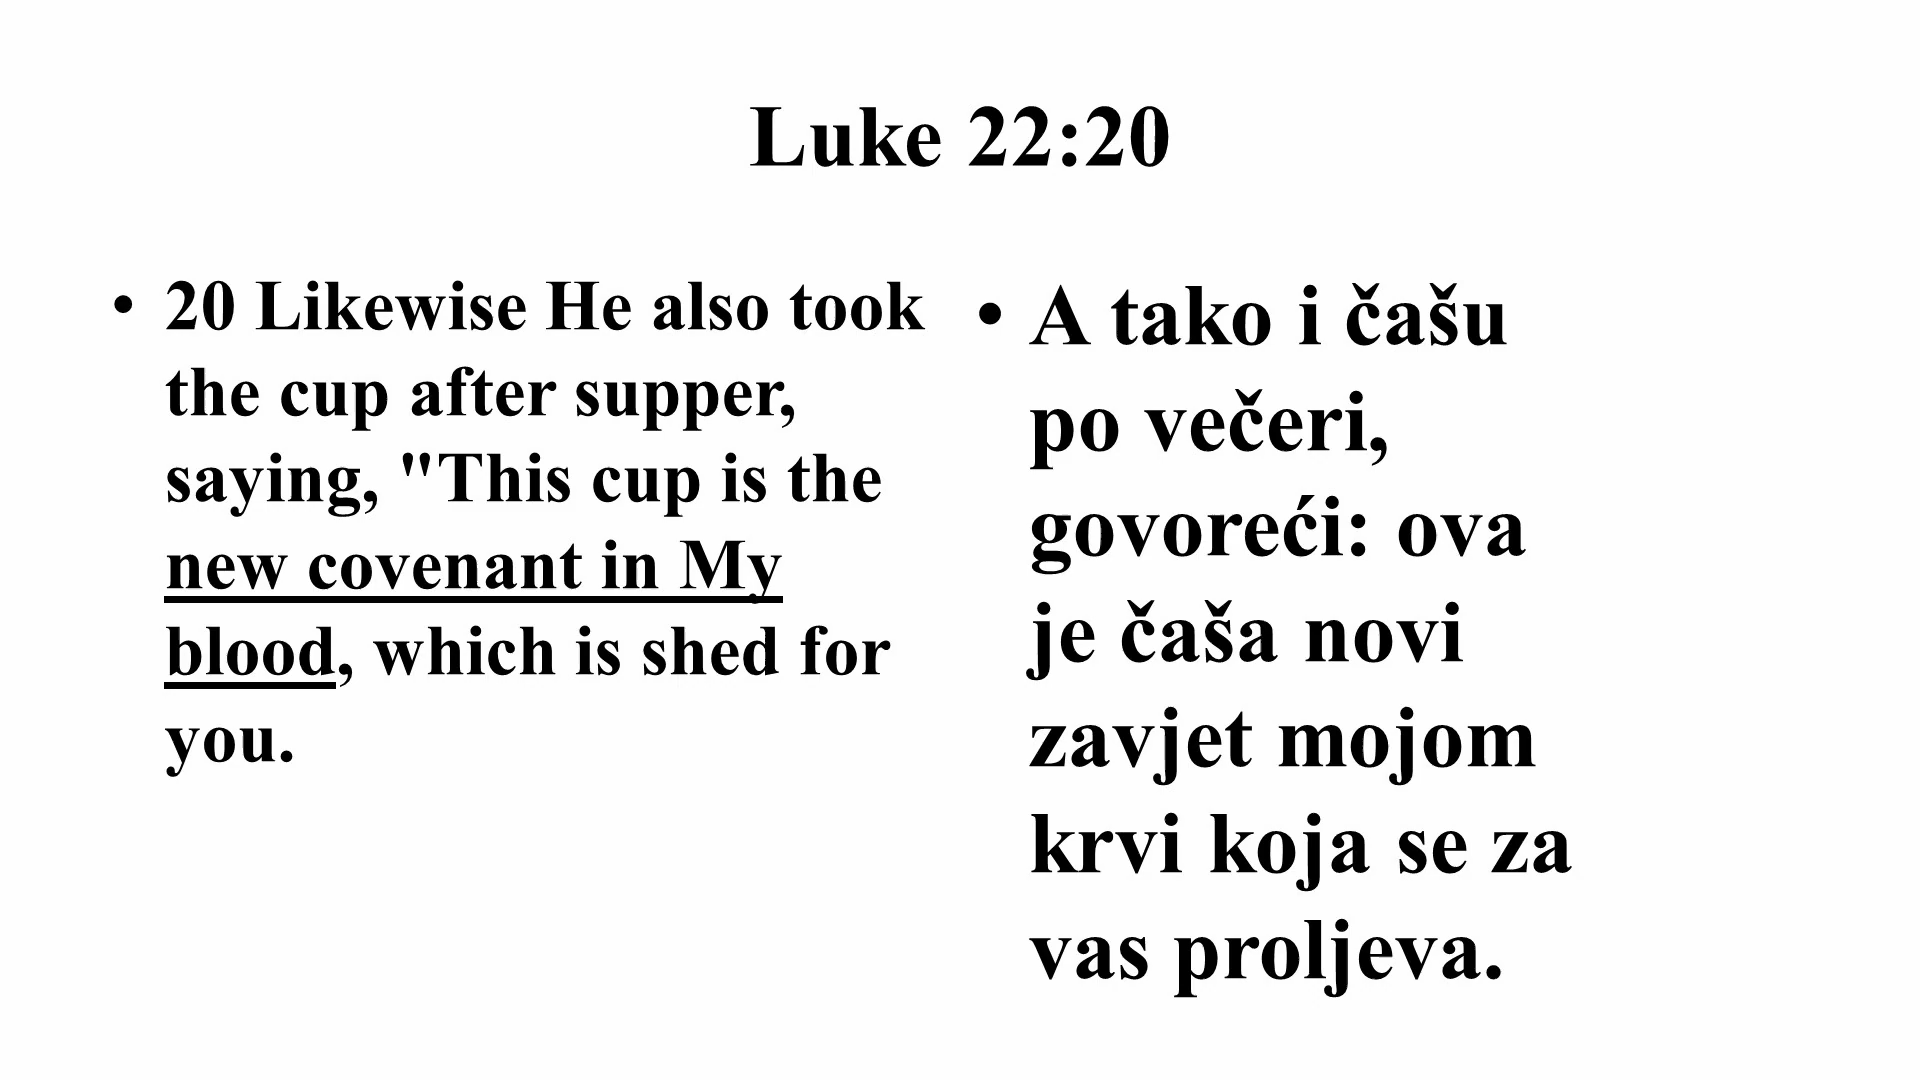 Luke 22:20
• 20 Likewise He also took
the cup after supper,
saying, "This cup is the
new covenant in My
blood, which is shed for
you.
• A tako i čašu
po večeri,
govoreći: ova
je čaša novi
zavjet mojom
krvi koja se za
vas proljeva.